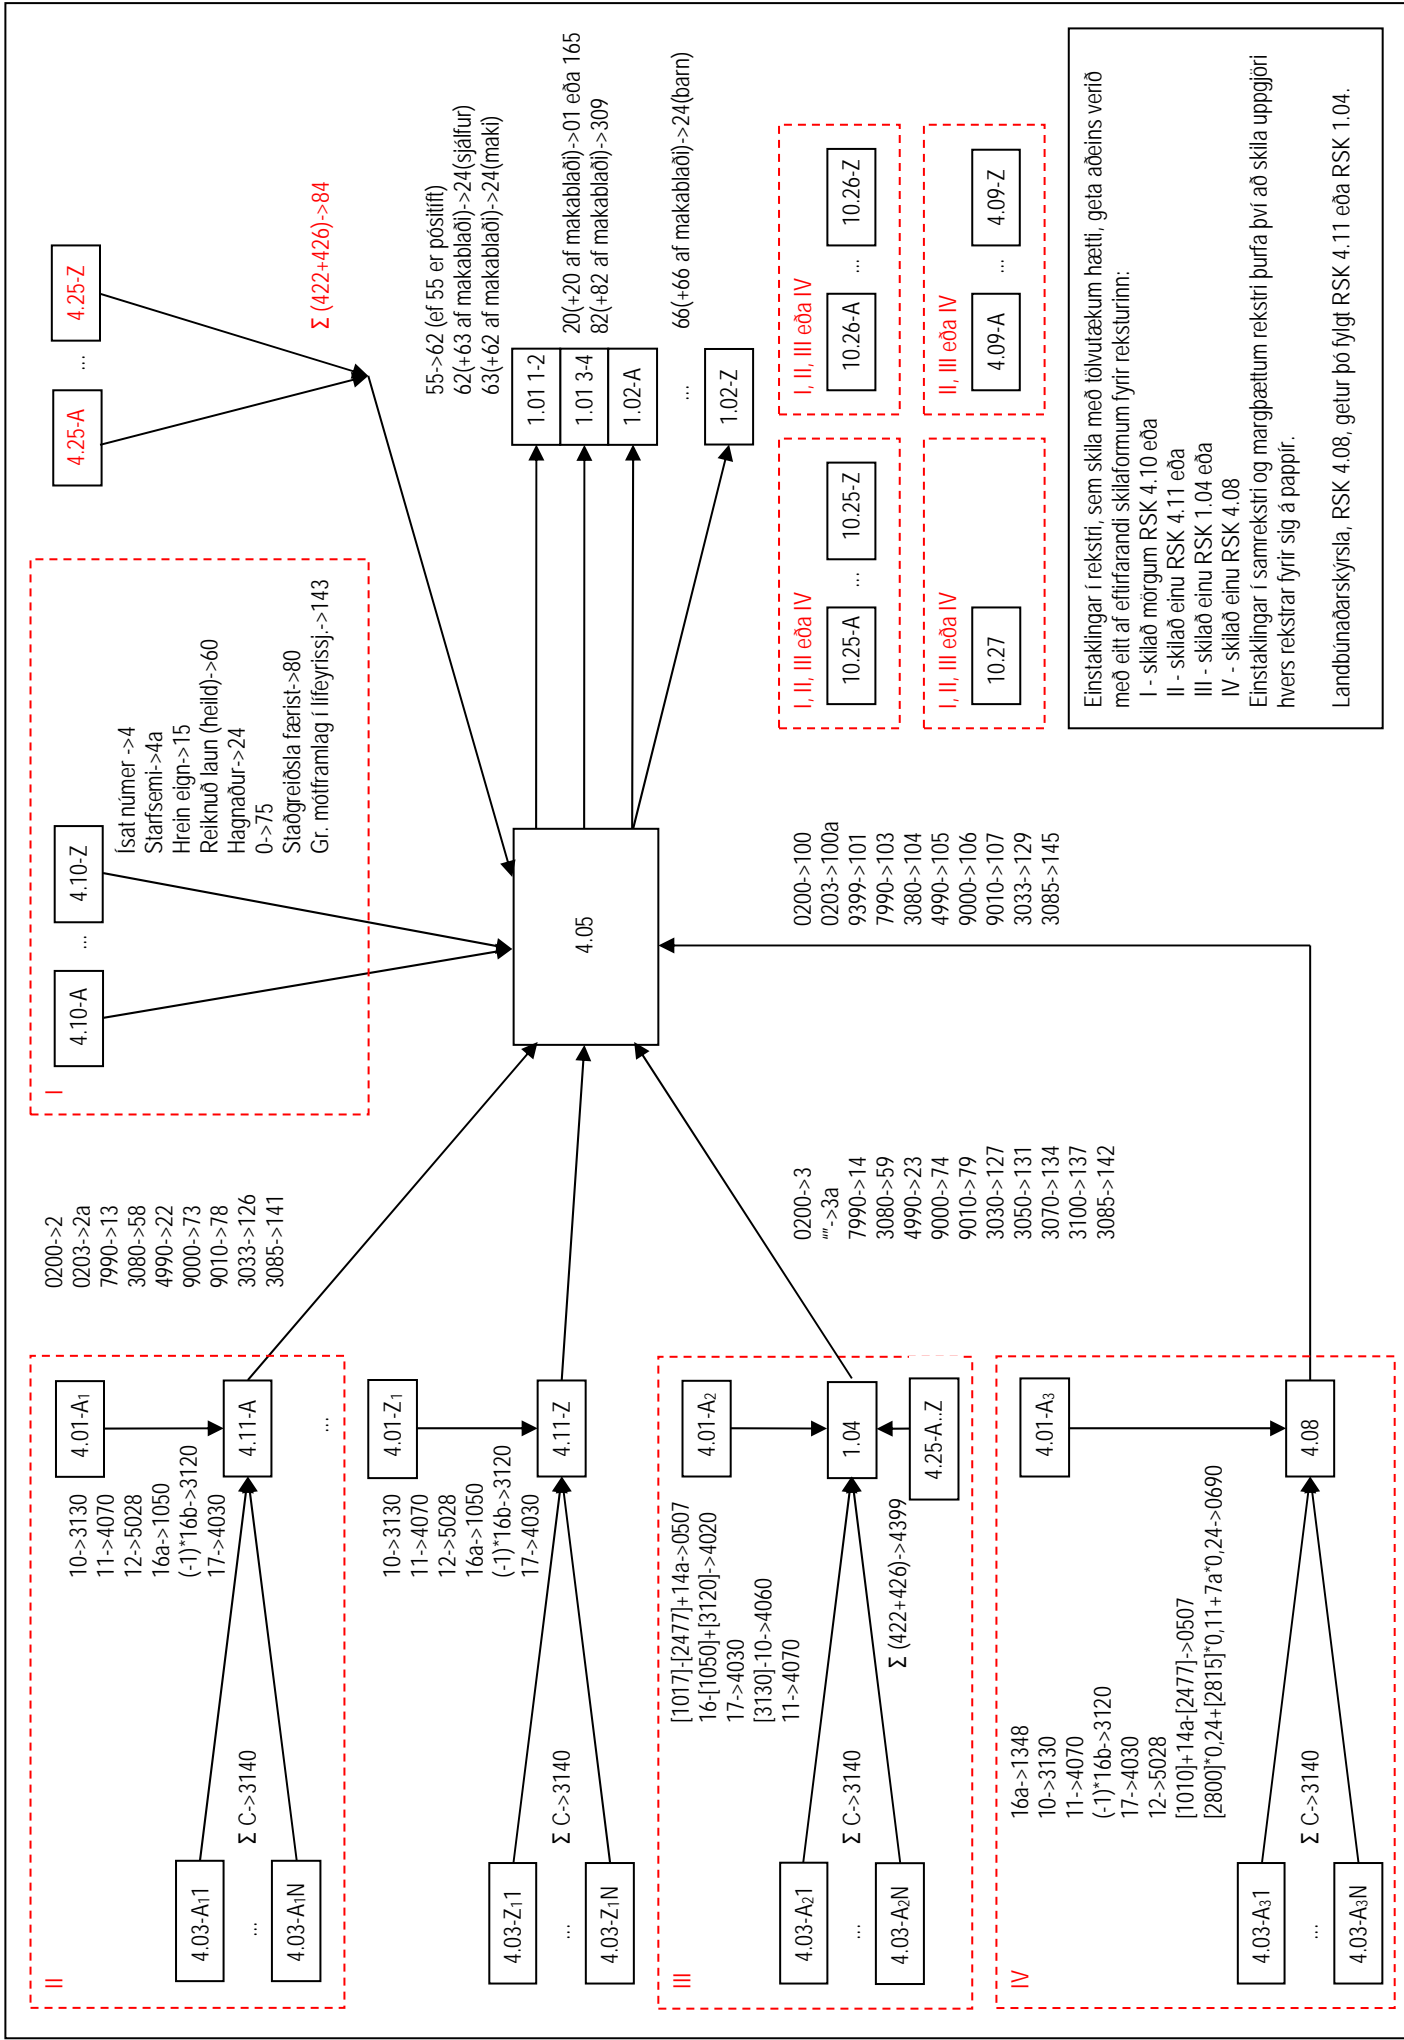 II
4.01-A₁
10->3130
11->4070
12->5028
16a->1050
(-1)*16b->3120
17->4030
4.11-A
4.03-A₁1
...
4.03-A₁N
Σ C->3140
...
0200->2
0203->2a
7990->13
3080->58
4990->22
9000->73
9010->78
3033->126
3085->141
4.01-Z₁
10->3130
11->4070
12->5028
16a->1050
(-1)*16b->3120
17->4030
4.11-Z
4.03-Z₁1
...
4.03-Z₁N
Σ C->3140
III
4.01-A₂
[1017]-[2477]+14a->0507
16-[1050]+[3120]->4020
17->4030
[3130]-10->4060
11->4070
1.04
4.25-A..Z
Σ (422+426)->4399
4.03-A₂1
...
4.03-A₂N
Σ C->3140
0200->3
""->3a
7990->14
3080->59
4990->23
9000->74
9010->79
3030->127
3050->131
3070->134
3100->137
3085->142
IV
4.01-A₃
16a->1348
10->3130
11->4070
(-1)*16b->3120
17->4030
12->5028
[1010]+14a-[2477]->0507
[2800]*0,24+[2815]*0,11+7a*0,24->0690
4.08
4.03-A₃1
...
4.03-A₃N
Σ C->3140
0200->100
0203->100a
9399->101
7990->103
3080->104
4990->105
9000->106
9010->107
3033->129
3085->145
I
4.10-A
...
4.10-Z
Ísat númer ->4
Starfsemi->4a
Hrein eign->15
Reiknuð laun (heild)->60
Hagnaður->24
0->75
Staðgreiðsla færist->80
Gr. mótframlag í lífeyrissj.->143
4.05
4.25-A
...
4.25-Z
Σ (422+426)->84
55->62 (ef 55 er pósitíft)
62(+63 af makablaði)->24(sjálfur)
63(+62 af makablaði)->24(maki)
1.01 1-2
1.01 3-4
1.02-A
20(+20 af makablaði)->01 eða 165
82(+82 af makablaði)->309
...
1.02-Z
66(+66 af makablaði)->24(barn)
I, II, III eða IV
10.25-A
...
10.25-Z
I, II, III eða IV
10.26-A
...
10.26-Z
I, II, III eða IV
10.27
II, III eða IV
4.09-A
...
4.09-Z
Einstaklingar í rekstri, sem skila með tölvutækum hætti, geta aðeins verið
með eitt af eftirfarandi skilaformum fyrir reksturinn:
I - skilað mörgum RSK 4.10 eða
II - skilað einu RSK 4.11 eða
III - skilað einu RSK 1.04 eða
IV - skilað einu RSK 4.08
Einstaklingar í samrekstri og margþættum rekstri þurfa því að skila uppgjöri
hvers rekstrar fyrir sig á pappír.
Landbúnaðarskýrsla, RSK 4.08, getur þó fylgt RSK 4.11 eða RSK 1.04.